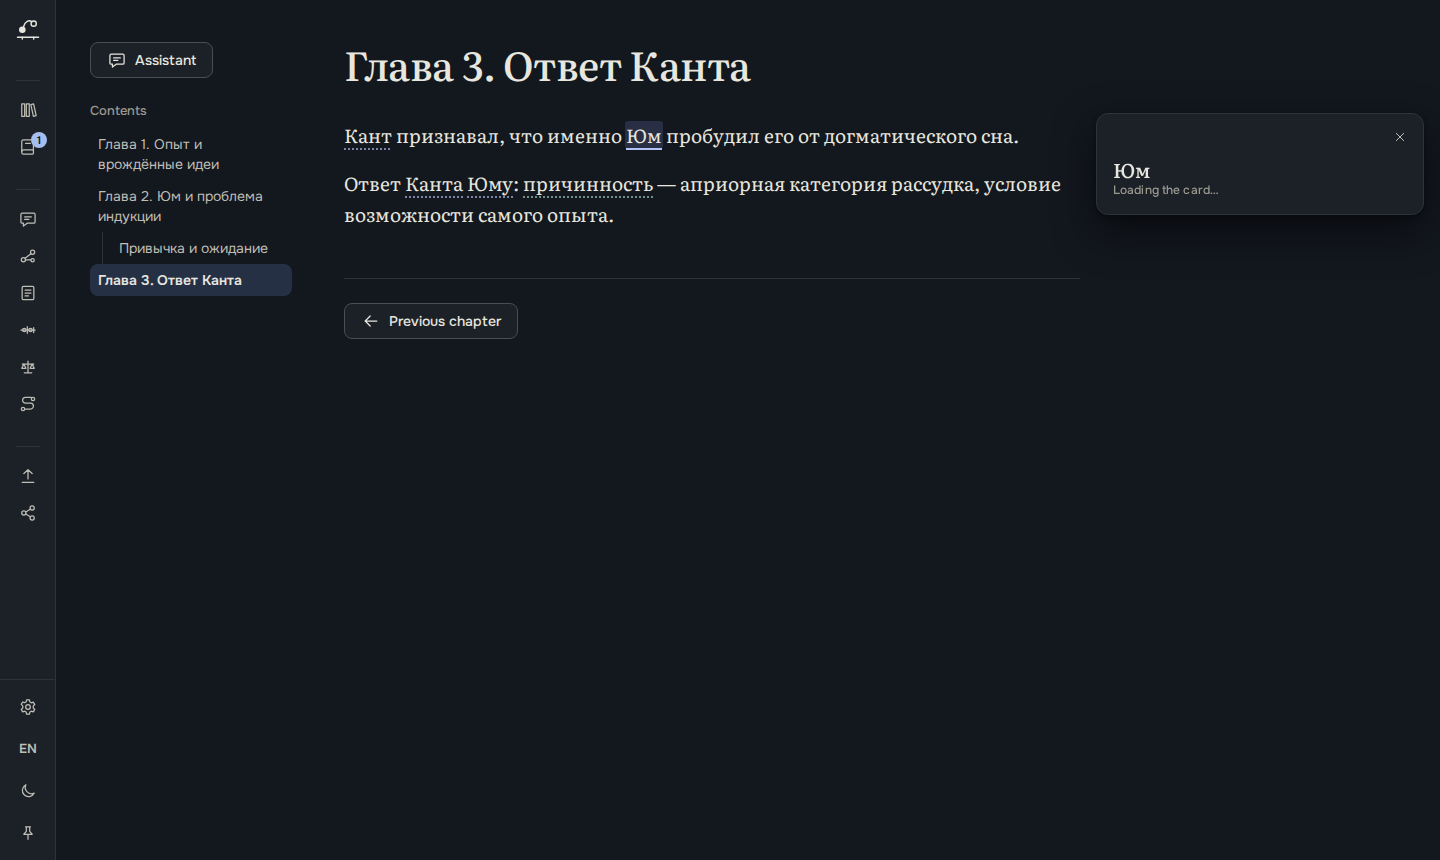 Assistant
Contents
Глава 1. Опыт и
врождённые идеи
Глава 2. Юм и проблема
индукции
Привычка и ожидание
Глава 3. Ответ Канта
1
EN
Глава 3. Ответ Канта
Кант признавал, что именно Юм пробудил его от догматического сна.
Ответ Канта Юму: причинность — априорная категория рассудка, условие
возможности самого опыта.
Previous chapter
Юм
Loading the card...